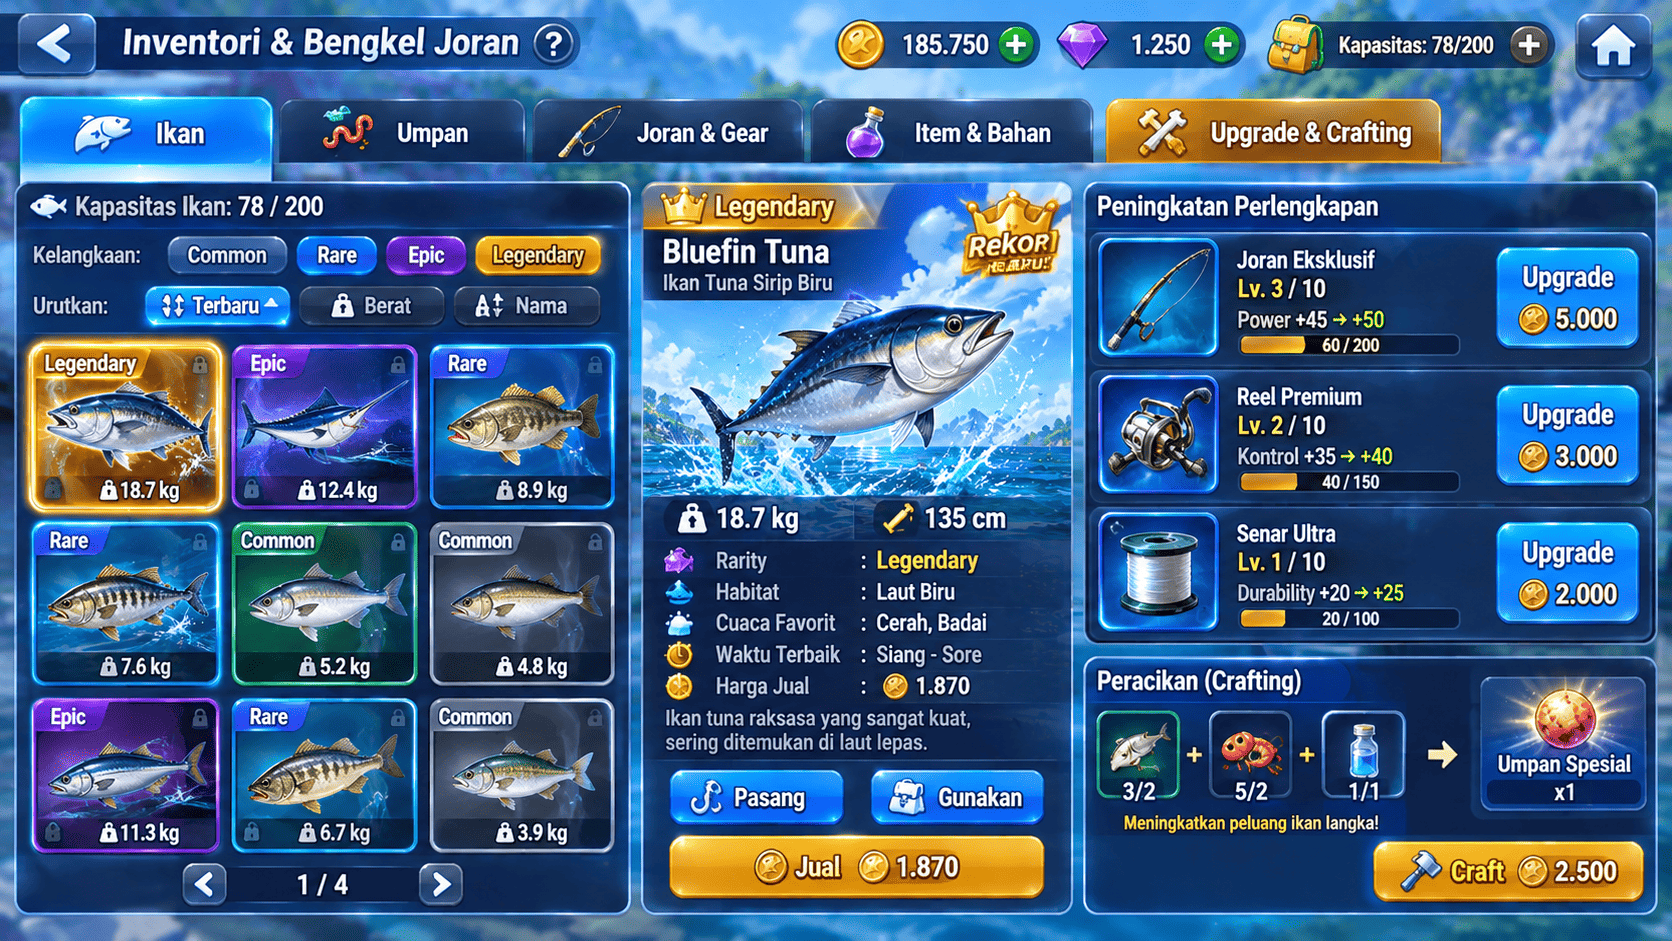 Inventori & Bengkel Joran ?
185.750
1.250
Kapasitas: 78/200
Ikan
Umpan
Joran & Gear
Item & Bahan
Upgrade & Crafting
Kapasitas Ikan: 78 / 200
Kelangkaan: Common Rare Epic Legendary
Urutkan: Terbaru Berat Nama
Legendary
18.7 kg
Epic
12.4 kg
Rare
8.9 kg
Rare
7.6 kg
Common
5.2 kg
Common
4.8 kg
Epic
11.3 kg
Rare
6.7 kg
Common
3.9 kg
1 / 4
Legendary
Bluefin Tuna
Ikan Tuna Sirip Biru
Rekor!
18.7 kg
135 cm
Rarity : Legendary
Habitat : Laut Biru
Cuaca Favorit : Cerah, Badai
Waktu Terbaik : Siang - Sore
Harga Jual : 1.870
Ikan tuna raksasa yang sangat kuat,
sering ditemukan di laut lepas.
Pasang
Gunakan
Jual 1.870
Peningkatan Perlengkapan
Joran Eksklusif
Lv. 3 / 10
Power +45 → +50
60 / 200
Upgrade
5.000
Reel Premium
Lv. 2 / 10
Kontrol +35 → +40
40 / 150
Upgrade
3.000
Senar Ultra
Lv. 1 / 10
Durability +20 → +25
20 / 100
Upgrade
2.000
Peracikan (Crafting)
3/2 + 5/2 + 1/1
Umpan Spesial
x1
Meningkatkan peluang ikan langka!
Craft 2.500